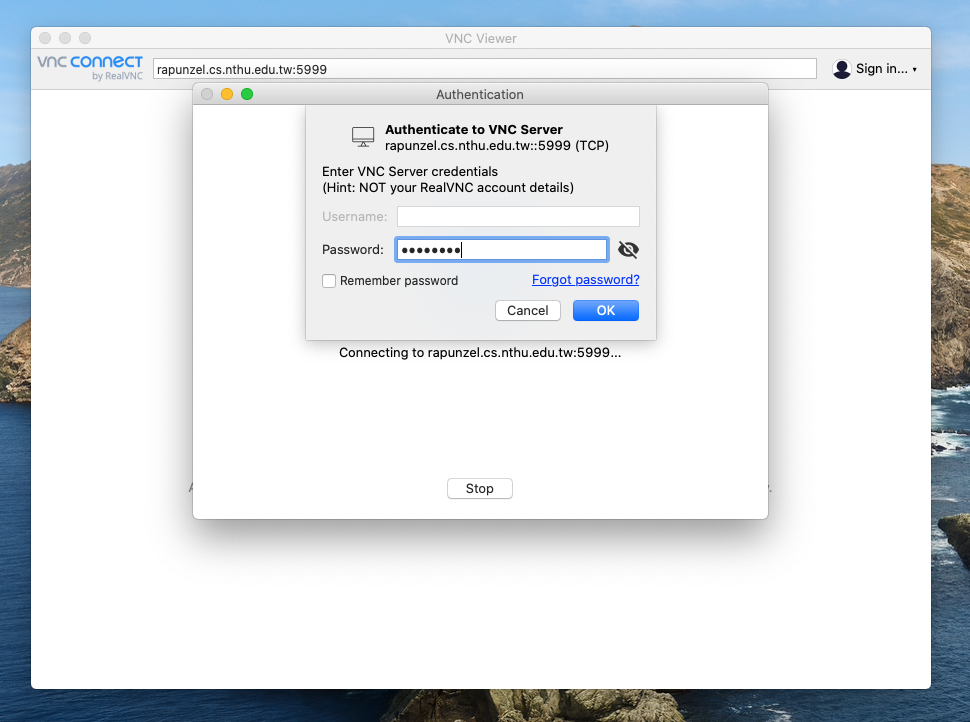 VNC Viewer
vnc connect
by RealVNC
rapunzel.cs.nthu.edu.tw:5999
Sign in...
Authentication
Authenticate to VNC Server
rapunzel.cs.nthu.edu.tw::5999 (TCP)
Enter VNC Server credentials
(Hint: NOT your RealVNC account details)
Username:
Password: ••••••••
Remember password
Forgot password?
Cancel
OK
Connecting to rapunzel.cs.nthu.edu.tw:5999...
Stop